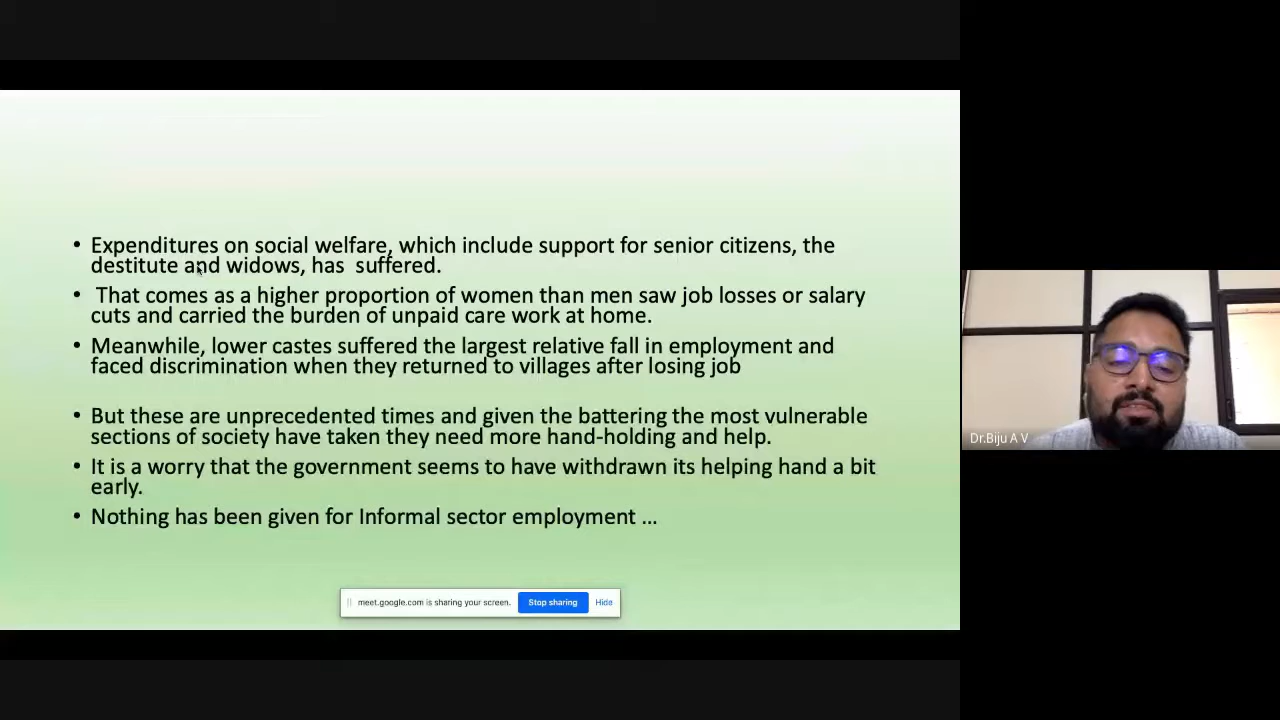 • Expenditures on social welfare, which include support for senior citizens, the
destitute and widows, has  suffered.
•  That comes as a higher proportion of women than men saw job losses or salary
cuts and carried the burden of unpaid care work at home.
• Meanwhile, lower castes suffered the largest relative fall in employment and
faced discrimination when they returned to villages after losing job
• But these are unprecedented times and given the battering the most vulnerable
sections of society have taken they need more hand-holding and help.
• It is a worry that the government seems to have withdrawn its helping hand a bit
early.
• Nothing has been given for Informal sector employment ...
meet.google.com is sharing your screen. Stop sharing Hide
Dr.Biju A V